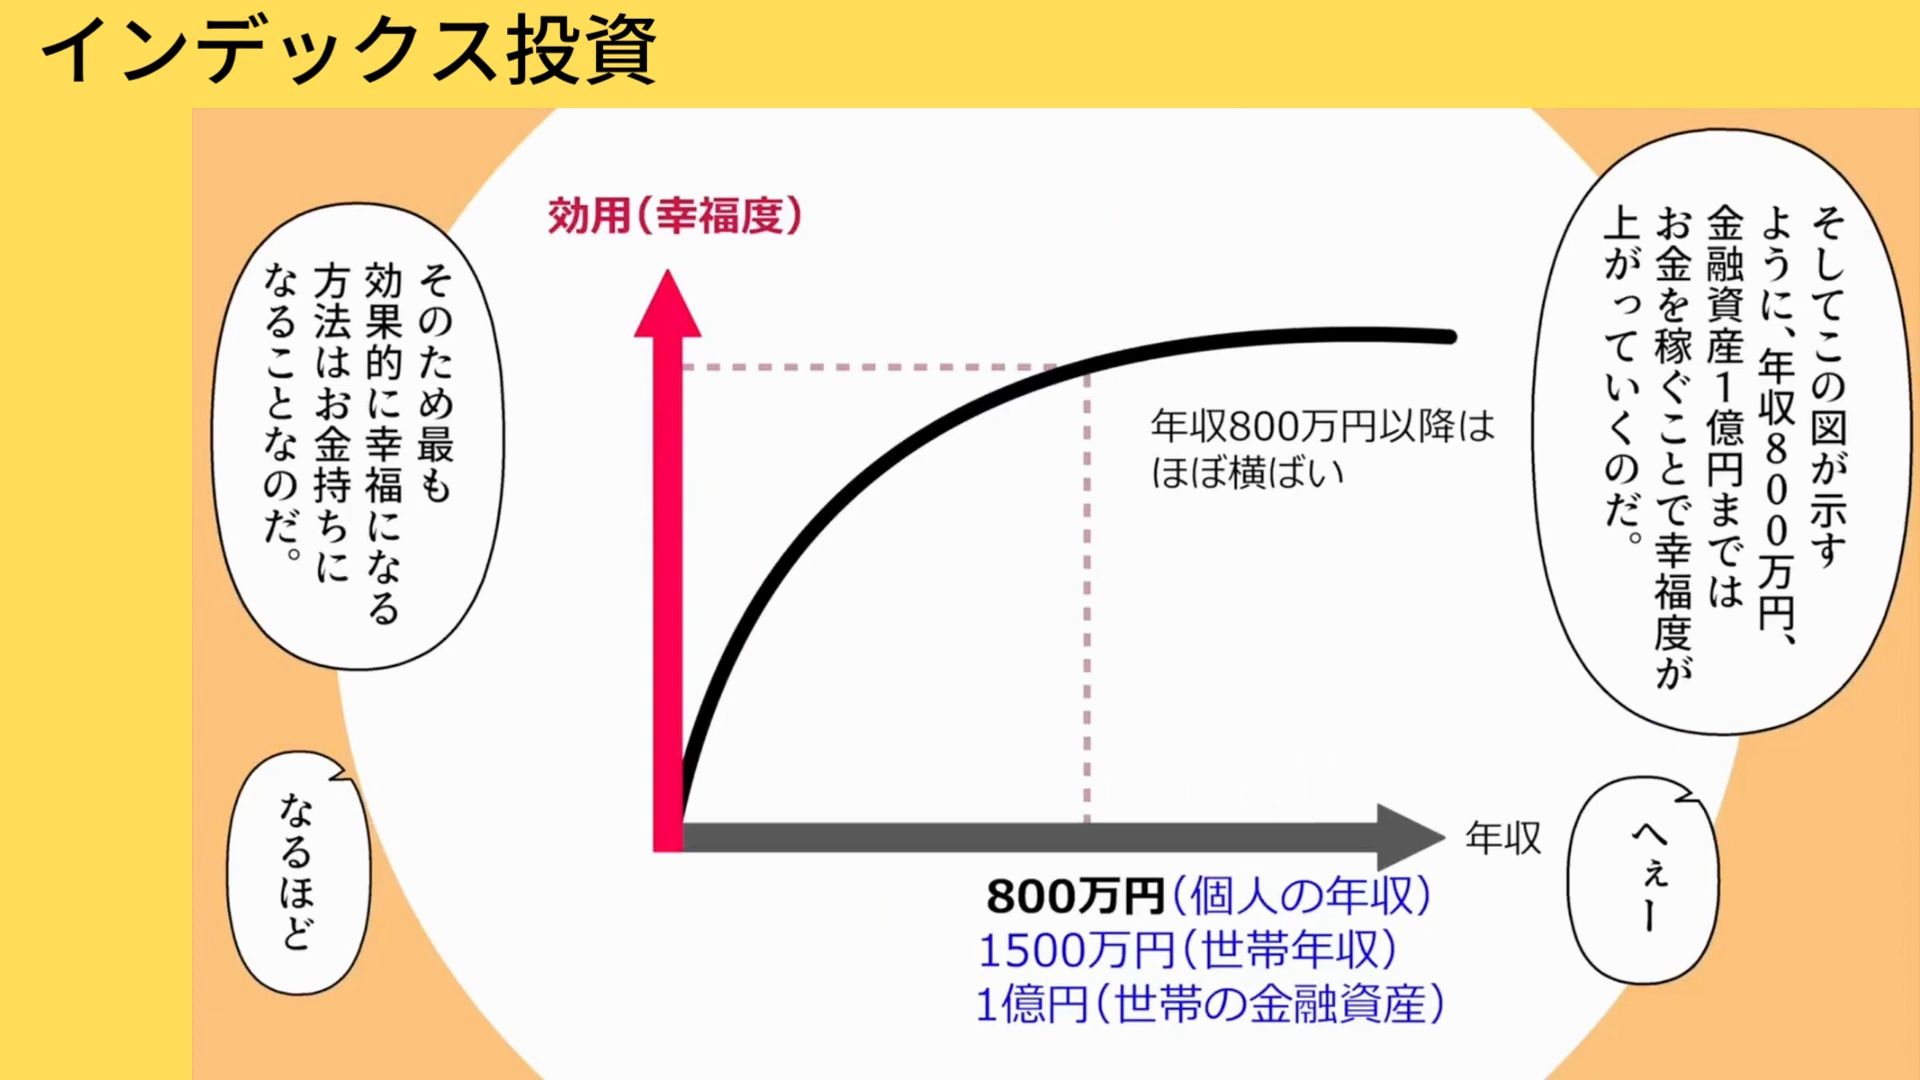 インデックス投資
そしてこの図が示す
ように、年収800万円、
金融資産1億円までは
お金を稼ぐことで幸福度が
上がっていくのだ。
へぇー
効用(幸福度)
年収800万円以降は
ほぼ横ばい
年収
800万円(個人の年収)
1500万円(世帯年収)
1億円(世帯の金融資産)
そのため最も
効果的に幸福になる
方法はお金持ちに
なることなのだ。
なるほど